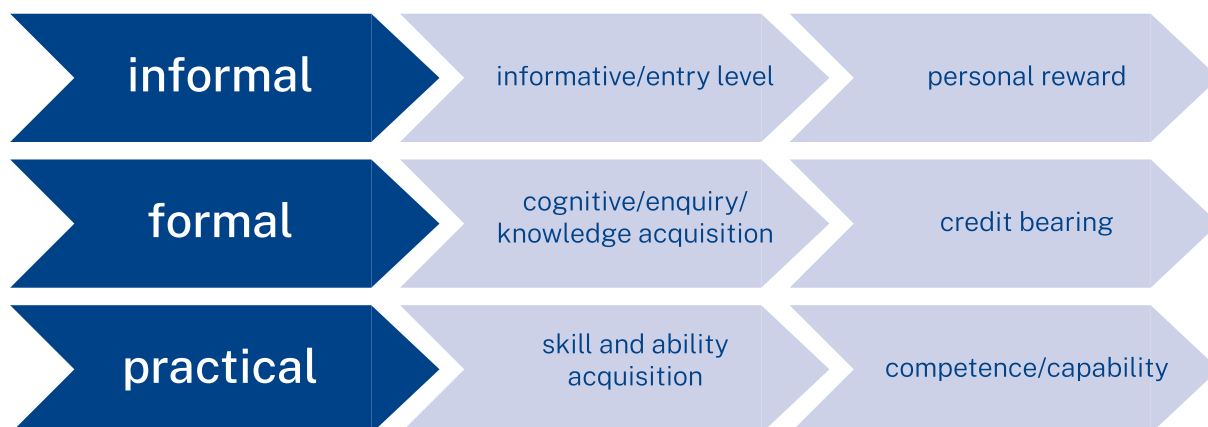 informal
informative/entry level
personal reward
formal
cognitive/enquiry/
knowledge acquisition
credit bearing
practical
skill and ability
acquisition
competence/capability